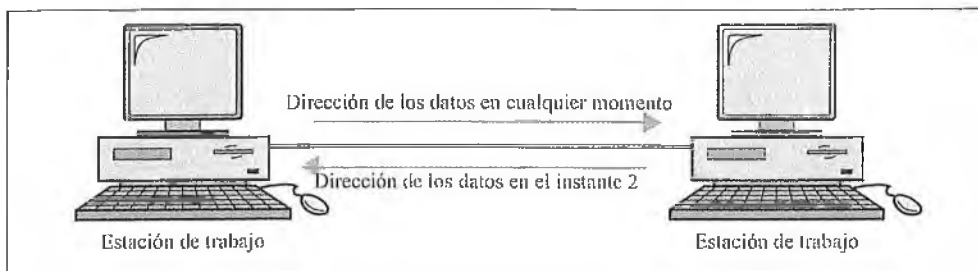 Dirección de los datos en cualquier momento
Dirección de los datos en el instante 2
Estación de trabajo
Estación de trabajo